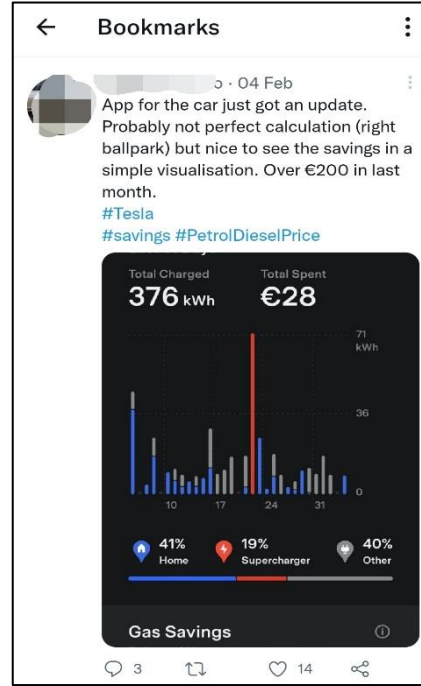 Bookmarks
· 04 Feb
App for the car just got an update.
Probably not perfect calculation (right
ballpark) but nice to see the savings in a
simple visualisation. Over €200 in last
month.
#Tesla
#savings #PetrolDieselPrice
Total Charged
Total Spent
376 kWh
€28
71
kWh
36
0
10
17
24
31
41%
Home
19%
Supercharger
40%
Other
Gas Savings
3
14